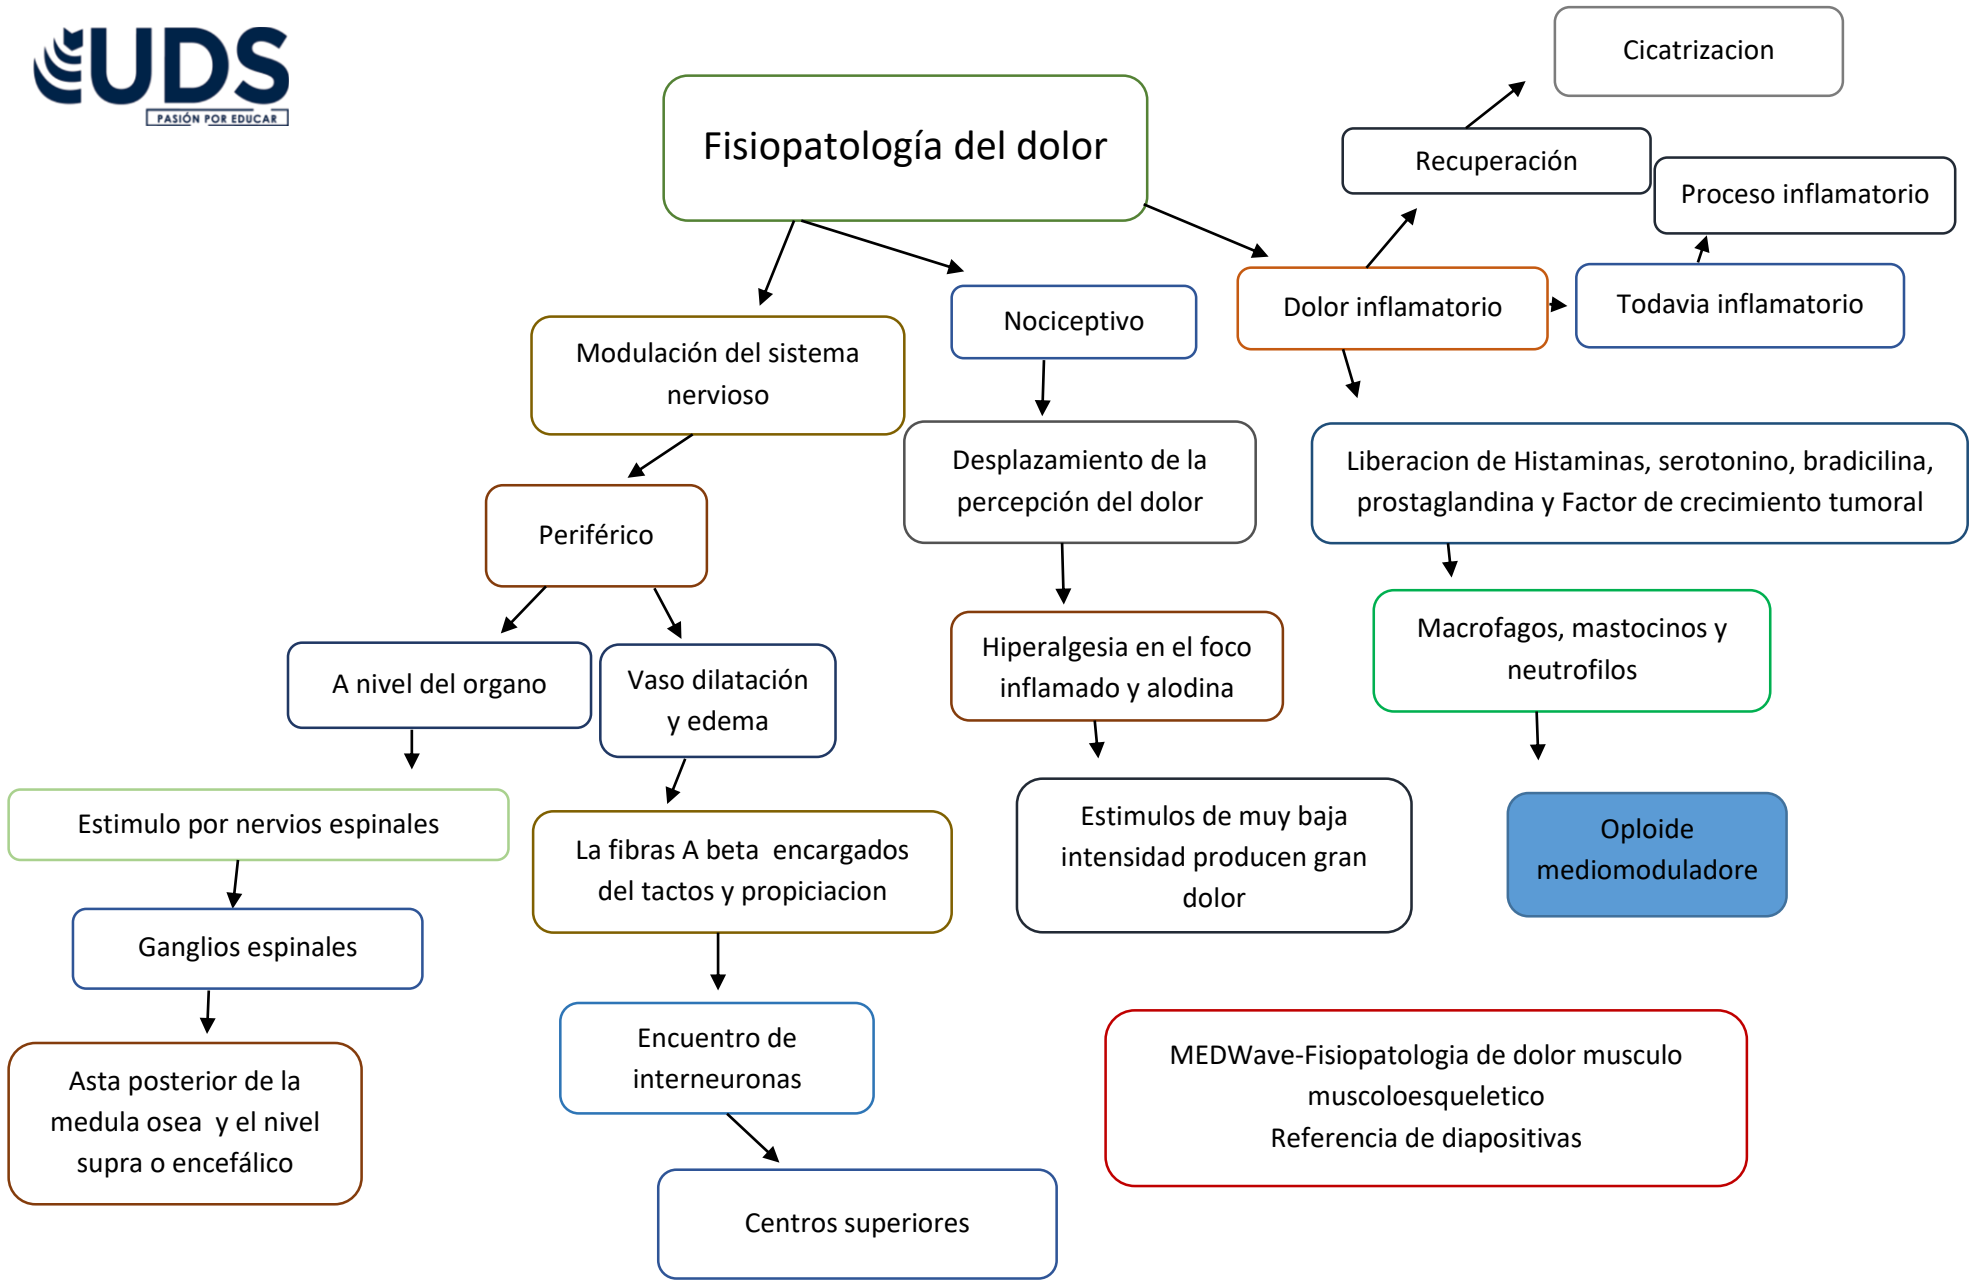 UDS
PASIÓN POR EDUCAR
Fisiopatología del dolor
Cicatrizacion
Recuperación
Proceso inflamatorio
Dolor inflamatorio
Todavia inflamatorio
Nociceptivo
Modulación del sistema
nervioso
Desplazamiento de la
percepción del dolor
Liberacion de Histaminas, serotonino, bradicilina,
prostaglandina y Factor de crecimiento tumoral
Periférico
Hiperalgesia en el foco
inflamado y alodina
Macrofagos, mastocinos y
neutrofilos
A nivel del organo
Vaso dilatación
y edema
Estimulo por nervios espinales
La fibras A beta  encargados
del tactos y propiciacion
Estimulos de muy baja
intensidad producen gran
dolor
Oploide
mediomoduladore
Ganglios espinales
Encuentro de
interneuronas
Asta posterior de la
medula osea  y el nivel
supra o encefálico
MEDWave-Fisiopatologia de dolor musculo
muscoloesqueletico
Referencia de diapositivas
Centros superiores